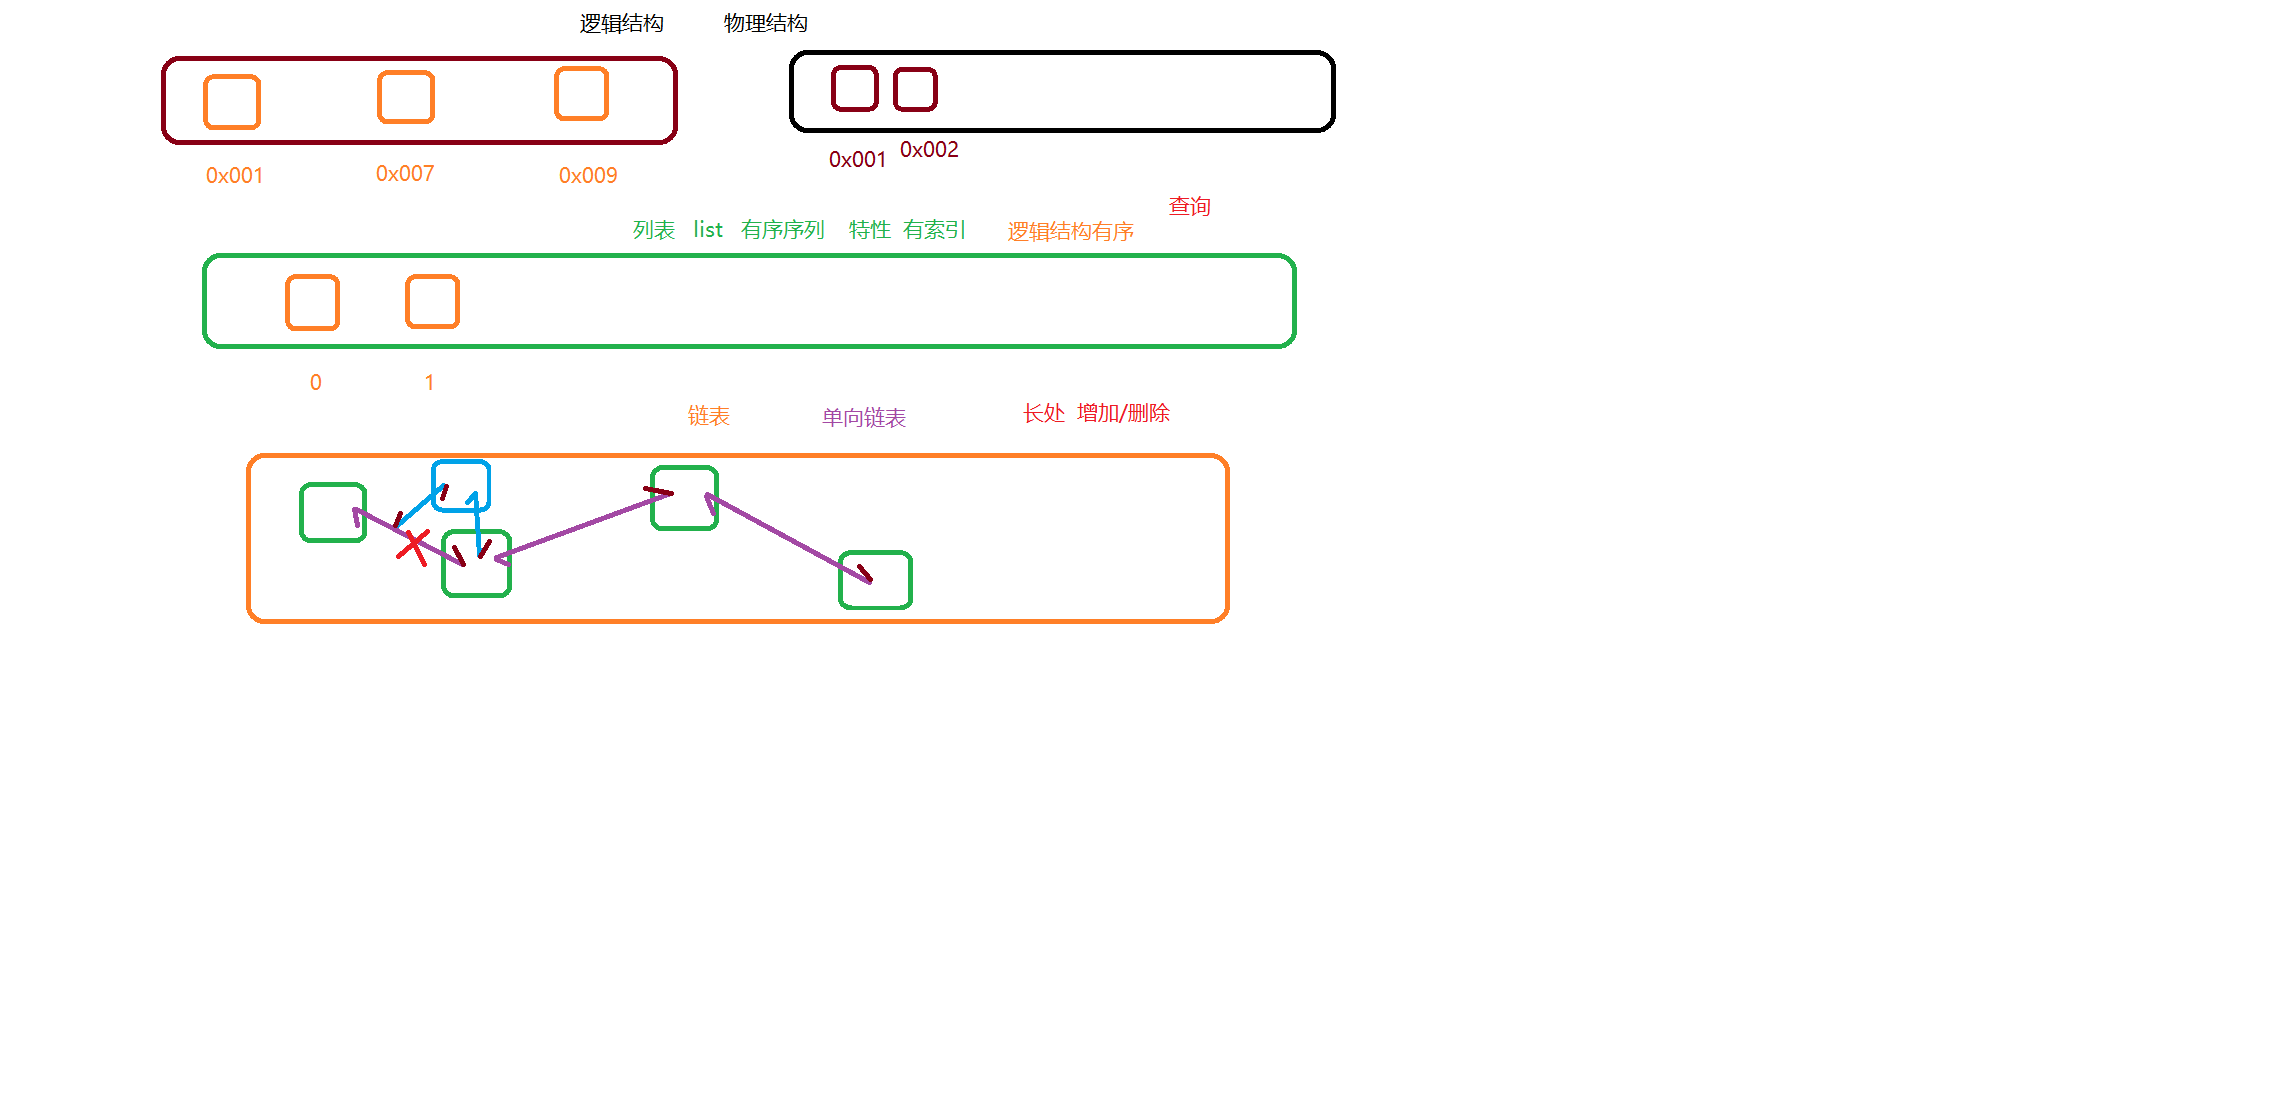 逻辑结构 物理结构
0x001 0x007 0x009
0x001 0x002
查询
列表 list 有序序列 特性 有索引 逻辑结构有序
0 1
链表 单向链表 长处 增加/删除